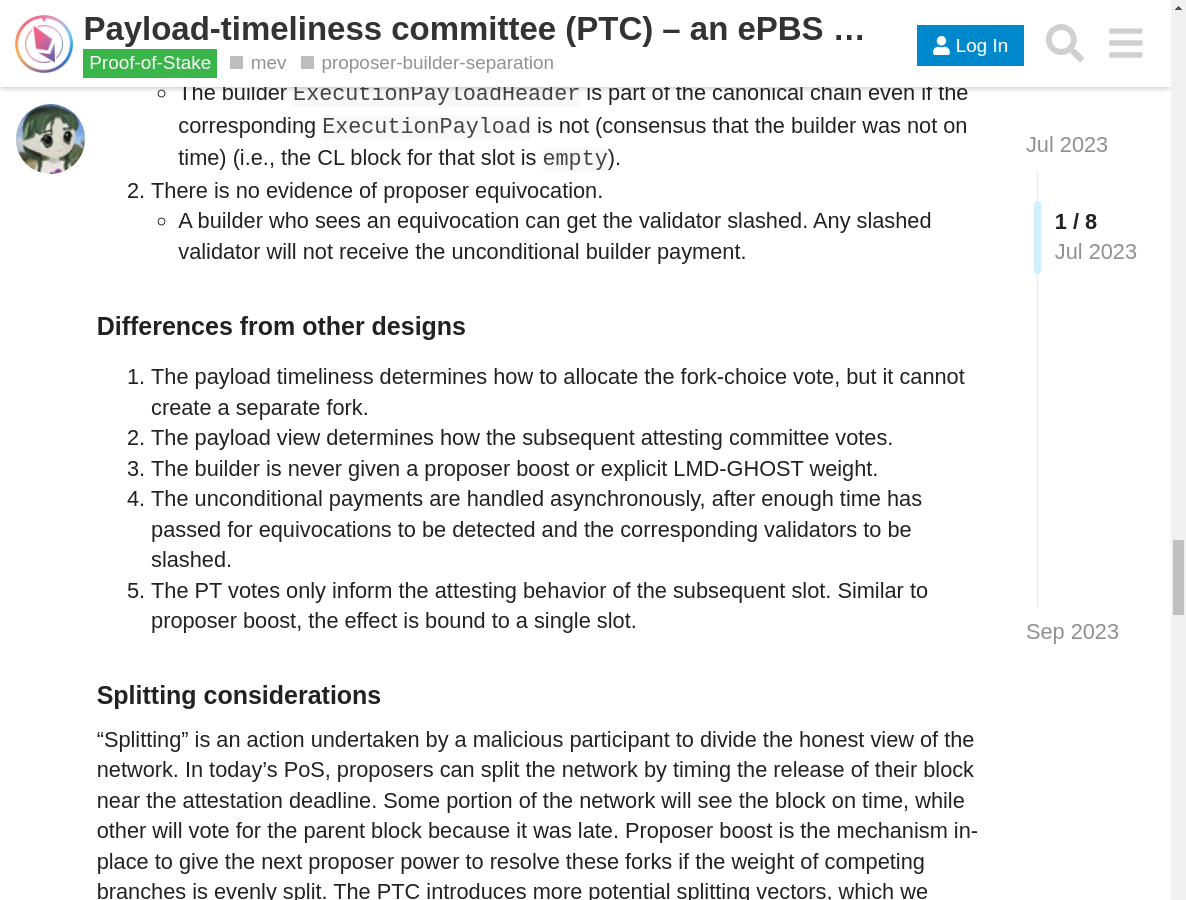 Payload-timeliness committee (PTC) – an ePBS …
Log In
Proof-of-Stake mev proposer-builder-separation
◦ The builder ExecutionPayloadHeader is part of the canonical chain even if the
corresponding ExecutionPayload is not (consensus that the builder was not on
time) (i.e., the CL block for that slot is empty).
2. There is no evidence of proposer equivocation.
◦ A builder who sees an equivocation can get the validator slashed. Any slashed
validator will not receive the unconditional builder payment.
Differences from other designs
1. The payload timeliness determines how to allocate the fork-choice vote, but it cannot
create a separate fork.
2. The payload view determines how the subsequent attesting committee votes.
3. The builder is never given a proposer boost or explicit LMD-GHOST weight.
4. The unconditional payments are handled asynchronously, after enough time has
passed for equivocations to be detected and the corresponding validators to be
slashed.
5. The PT votes only inform the attesting behavior of the subsequent slot. Similar to
proposer boost, the effect is bound to a single slot.
Splitting considerations
“Splitting” is an action undertaken by a malicious participant to divide the honest view of the
network. In today’s PoS, proposers can split the network by timing the release of their block
near the attestation deadline. Some portion of the network will see the block on time, while
other will vote for the parent block because it was late. Proposer boost is the mechanism in-
place to give the next proposer power to resolve these forks if the weight of competing
branches is evenly split. The PTC introduces more potential splitting vectors, which we
Jul 2023
1 / 8
Jul 2023
Sep 2023